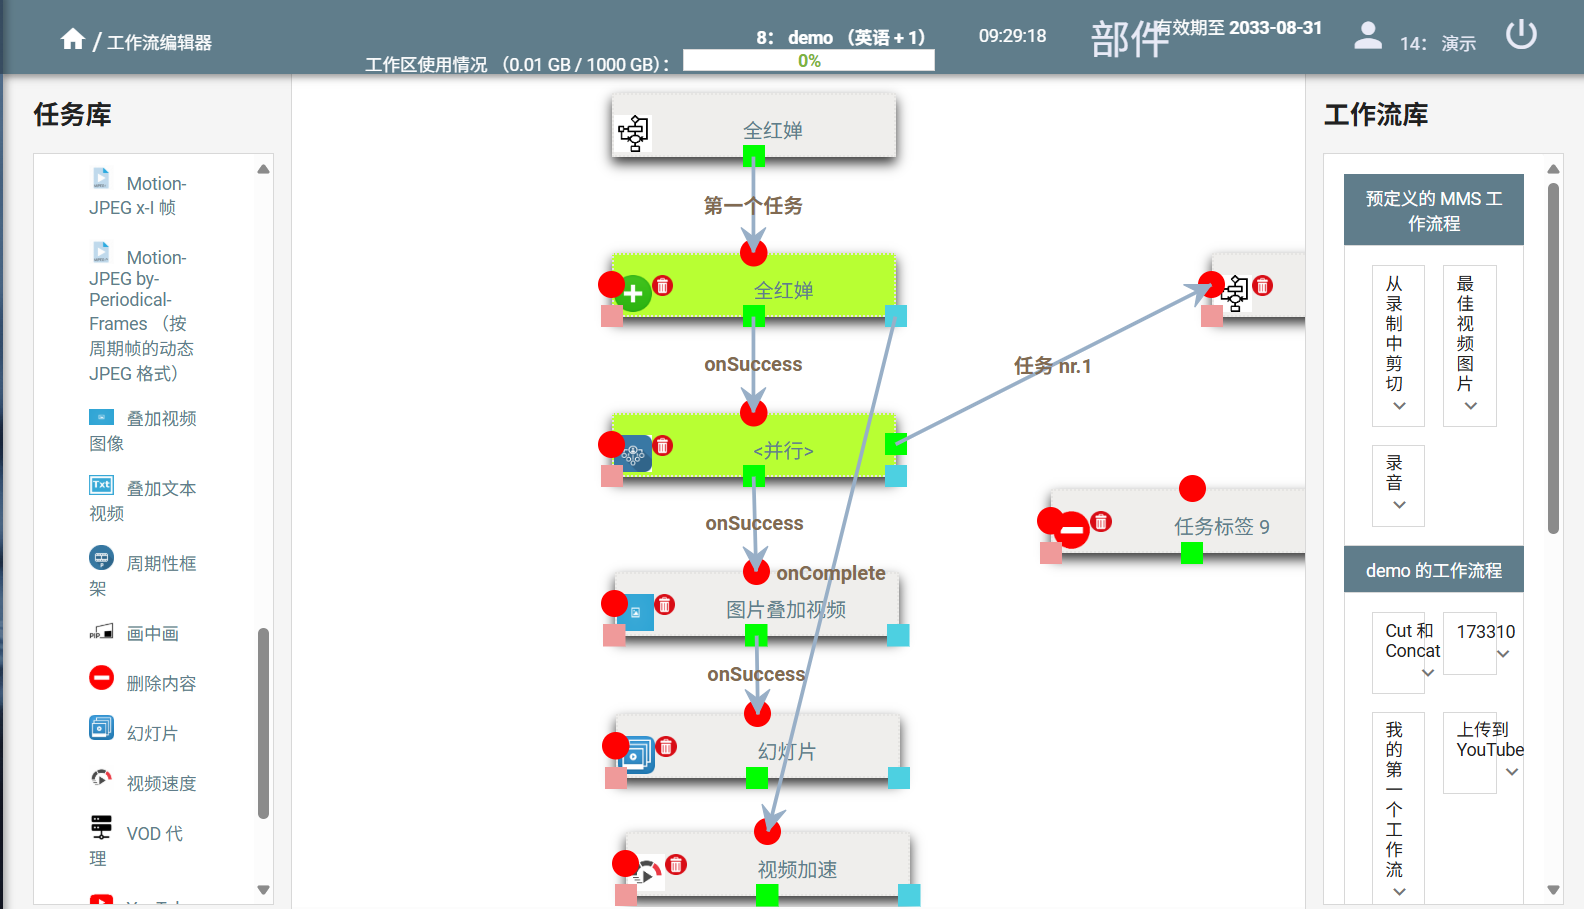 / 工作流编辑器
8： demo （英语 + 1）
工作区使用情况 （0.01 GB / 1000 GB)：
0%
09:29:18
部件
有效期至 2033-08-31
14： 演示
任务库
Motion-
JPEG x-I 帧
Motion-
JPEG by-
Periodical-
Frames （按
周期帧的动态
JPEG 格式）
叠加视频
图像
Txt 叠加文本
视频
周期性框
架
PIP 画中画
删除内容
幻灯片
视频速度
VOD 代
理
全红婵
第一个任务
全红婵
onSuccess
任务 nr.1
<并行>
onSuccess
任务标签 9
onComplete
图片叠加视频
onSuccess
幻灯片
视频加速
工作流库
预定义的 MMS 工
作流程
从
录
制
中
剪
切
最
佳
视
频
图
片
录
音
demo 的工作流程
Cut 和
Concat
173310
我
的
第
一
个
工
作
流
上传到
YouTube